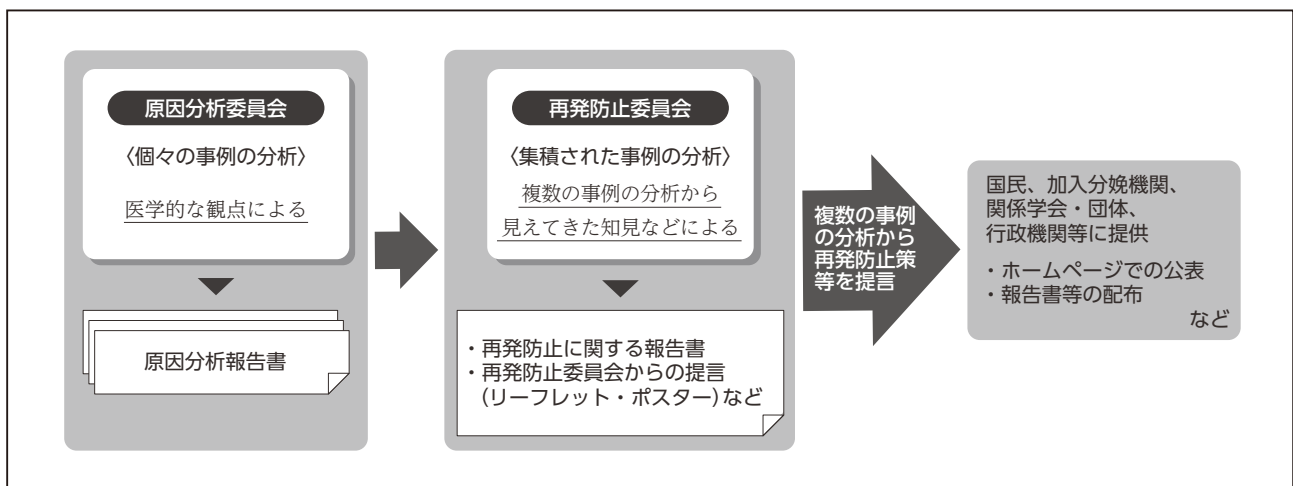 原因分析委員会
〈個々の事例の分析〉
医学的な観点による
原因分析報告書
再発防止委員会
〈集積された事例の分析〉
複数の事例の分析から
見えてきた知見などによる
・再発防止に関する報告書
・再発防止委員会からの提言
(リーフレット・ポスター)など
複数の事例
の分析から
再発防止策
等を提言
国民、加入分娩機関、
関係学会・団体、
行政機関等に提供
・ホームページでの公表
・報告書等の配布
など